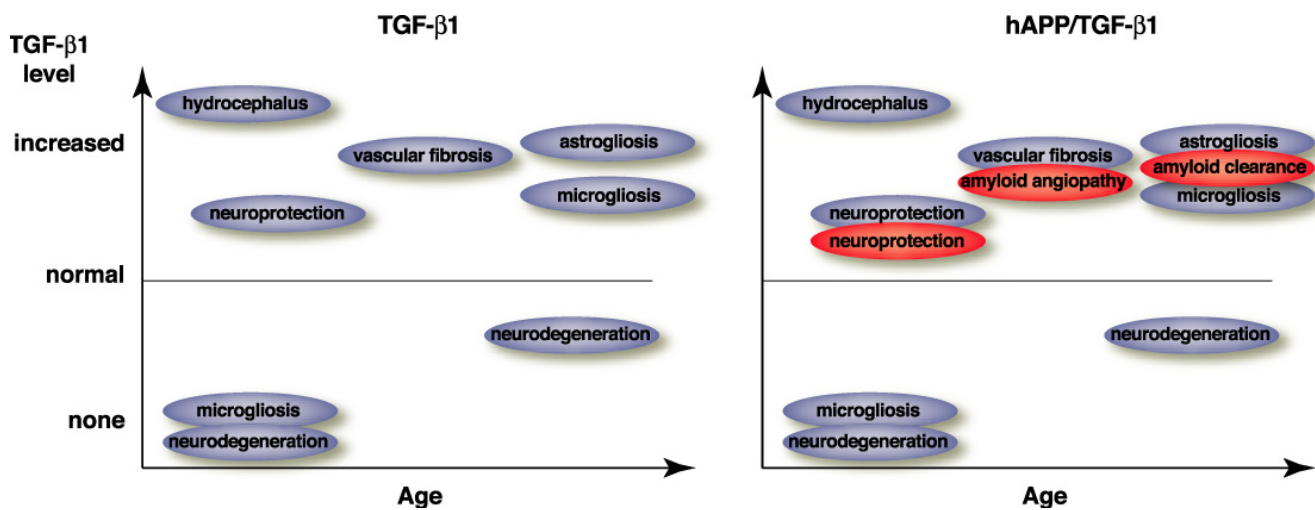 TGF-β1
hAPP/TGF-β1
TGF-β1
level
hydrocephalus
increased
astrogliosis
vascular fibrosis
microgliosis
neuroprotection
normal
neurodegeneration
microgliosis
none
neurodegeneration
Age
hydrocephalus
astrogliosis
vascular fibrosis
amyloid clearance
amyloid angiopathy
microgliosis
neuroprotection
neuroprotection
neurodegeneration
microgliosis
neurodegeneration
Age